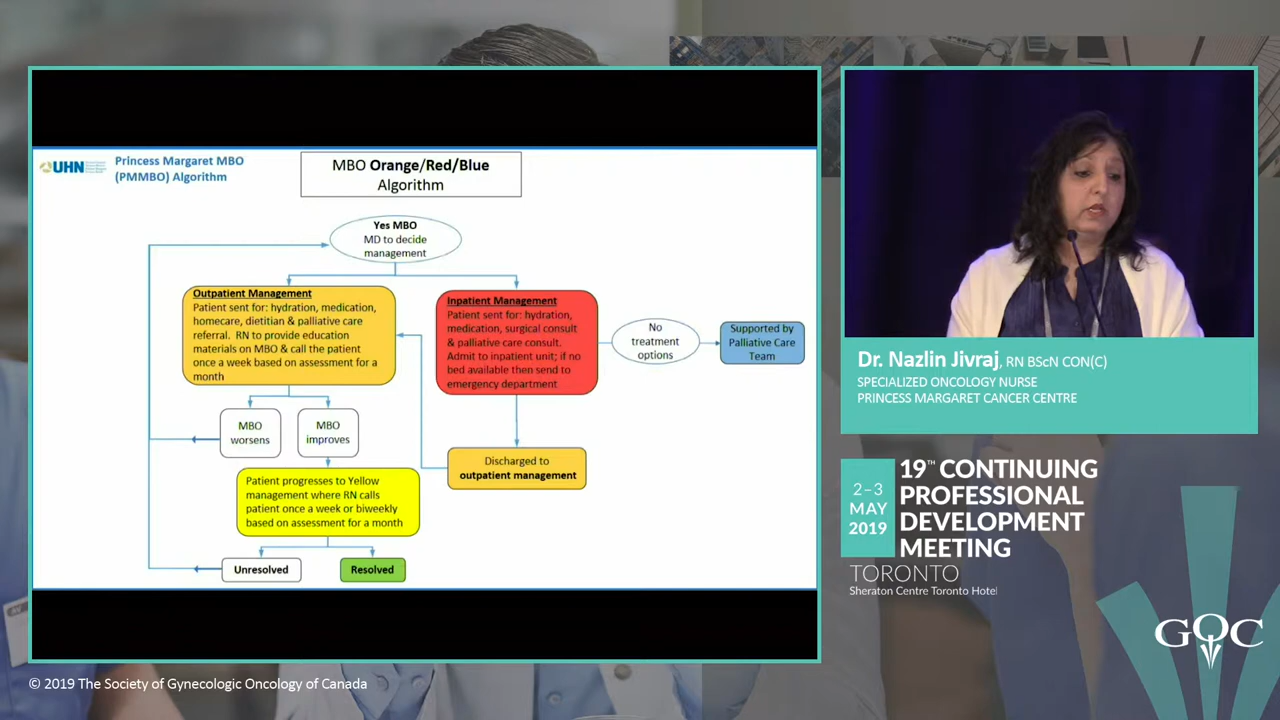 UHN
Princess Margaret MBO
(PMMBO) Algorithm
MBO Orange/Red/Blue
Algorithm
Yes MBO
MD to decide
management
Outpatient Management
Patient sent for: hydration, medication,
homecare, dietitian & palliative care
referral. RN to provide education
materials on MBO & call the patient
once a week based on assessment for a
month
Inpatient Management
Patient sent for: hydration,
medication, surgical consult
& palliative care consult.
Admit to inpatient unit; if no
bed available then send to
emergency department
No
treatment
options
Supported by
Palliative Care
Team
MBO
worsens
MBO
improves
Discharged to
outpatient management
Patient progresses to Yellow
management where RN calls
patient once a week or biweekly
based on assessment for a month
Unresolved
Resolved
Dr. Nazlin Jivraj, RN BScN CON(C)
SPECIALIZED ONCOLOGY NURSE
PRINCESS MARGARET CANCER CENTRE
2–3
MAY
2019
19TH CONTINUING
PROFESSIONAL
DEVELOPMENT
MEETING
TORONTO
Sheraton Centre Toronto Hotel
GOC
© 2019 The Society of Gynecologic Oncology of Canada